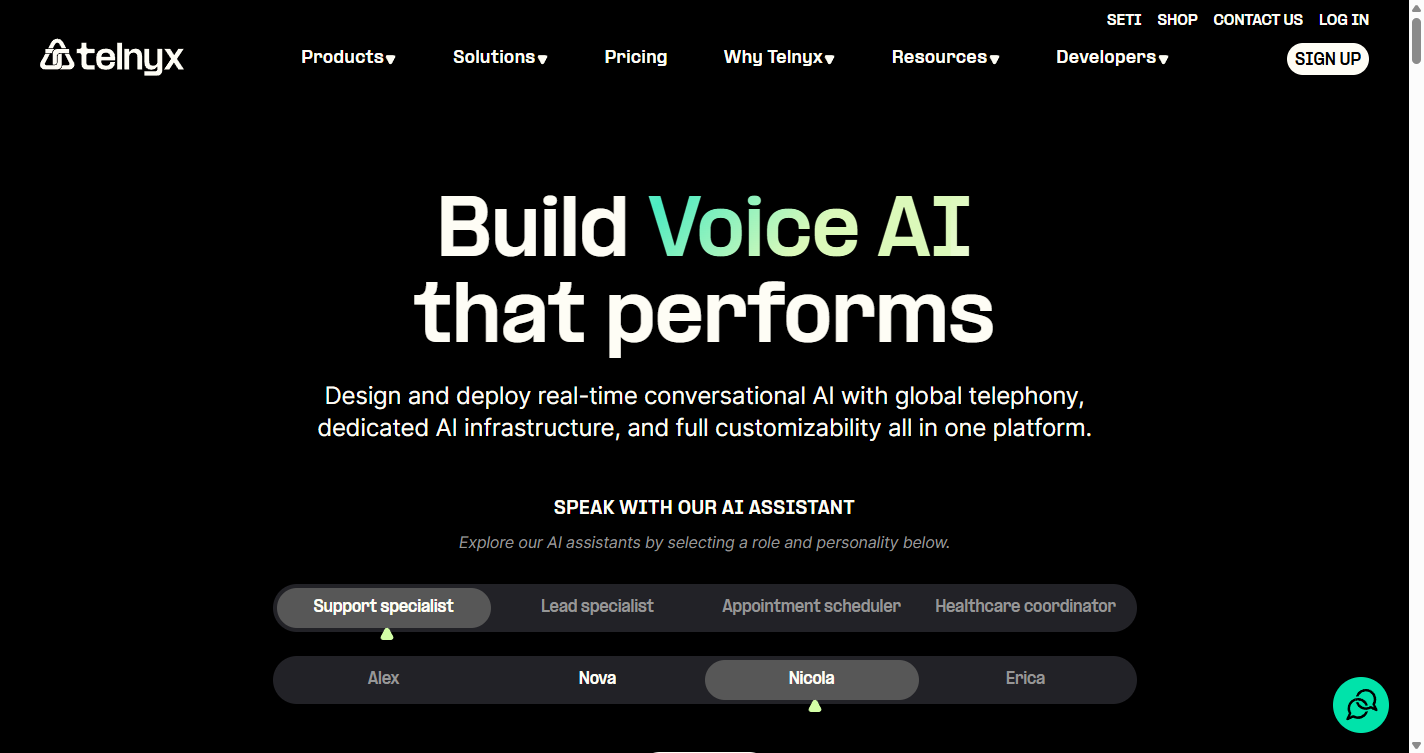 SETI SHOP CONTACT US LOG IN
telnyx Products Solutions Pricing Why Telnyx Resources Developers SIGN UP
Build Voice AI
that performs
Design and deploy real-time conversational AI with global telephony,
dedicated AI infrastructure, and full customizability all in one platform.
SPEAK WITH OUR AI ASSISTANT
Explore our AI assistants by selecting a role and personality below.
Support specialist Lead specialist Appointment scheduler Healthcare coordinator
Alex Nova Nicola Erica